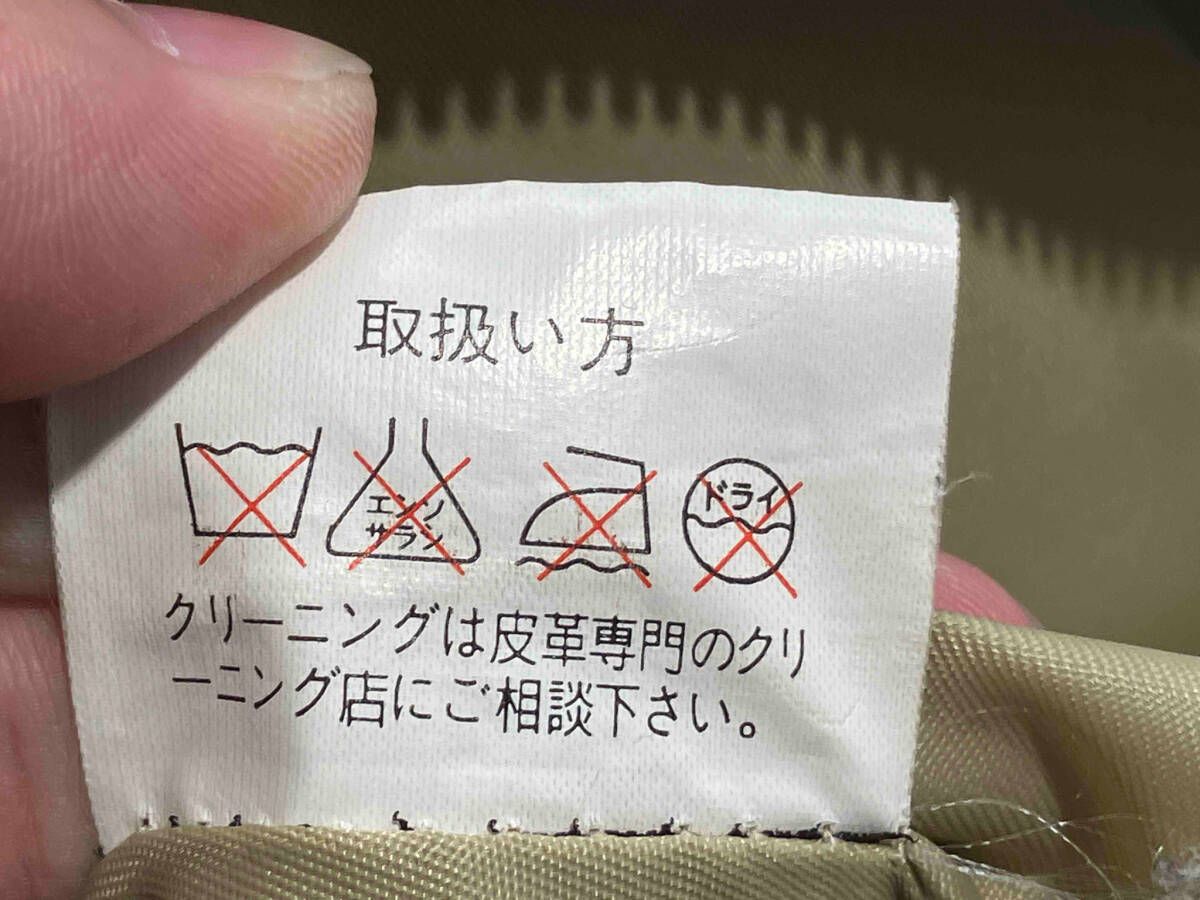 取扱い方
エンソ
サラシ
ドライ
クリーニングは皮革専門のクリ
ーニング店にご相談下さい。